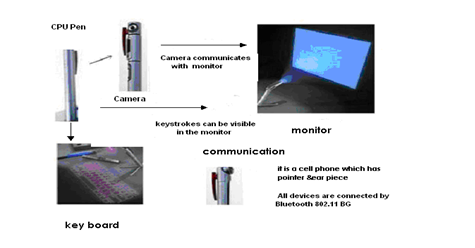 CPU Pen
Camera communicates
with monitor
Camera
keystrokes can be visible
in the monitor
monitor
communication
it is a cell phone which has
pointer &ear piece
All devices are connected by
Bluetooth 802.11 BG
key board